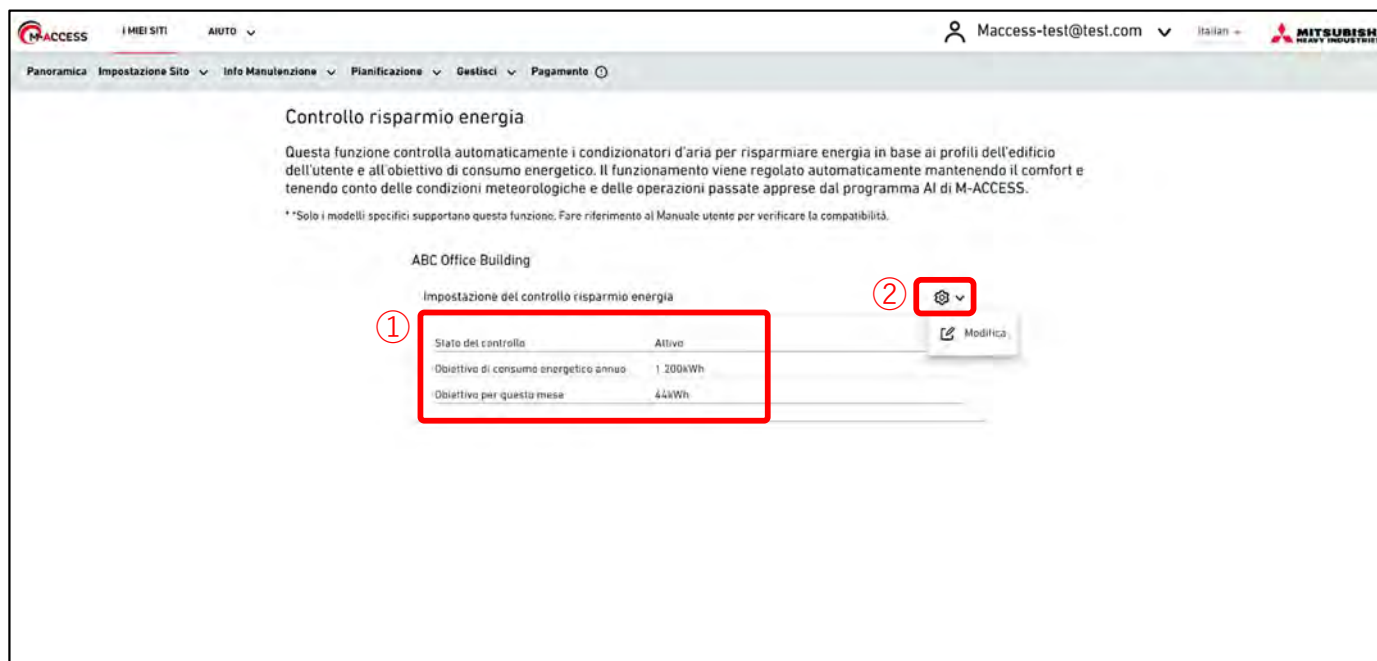 M-ACCESS I MIEI SITI AIUTO Maccess-test@test.com Italian MITSUBISHI
HEAVY INDUSTRIES
Panoramica Impostazione Sito Info Manutenzione Pianificazione Gestisci Pagamento
Controllo risparmio energia
Questa funzione controlla automaticamente i condizionatori d'aria per risparmiare energia in base ai profili dell'edificio
dell'utente e all'obiettivo di consumo energetico. Il funzionamento viene regolato automaticamente mantenendo il comfort e
tenendo conto delle condizioni meteorologiche e delle operazioni passate apprese dal programma AI di M-ACCESS.
* *Solo i modelli specifici supportano questa funzione. Fare riferimento al Manuale utente per verificare la compatibilità.
ABC Office Building
Impostazione del controllo risparmio energia ②
① Modifica
Stato del controllo Attivo
Obiettivo di consumo energetico annuo 1 200kWh
Obiettivo per questo mese 44kWh